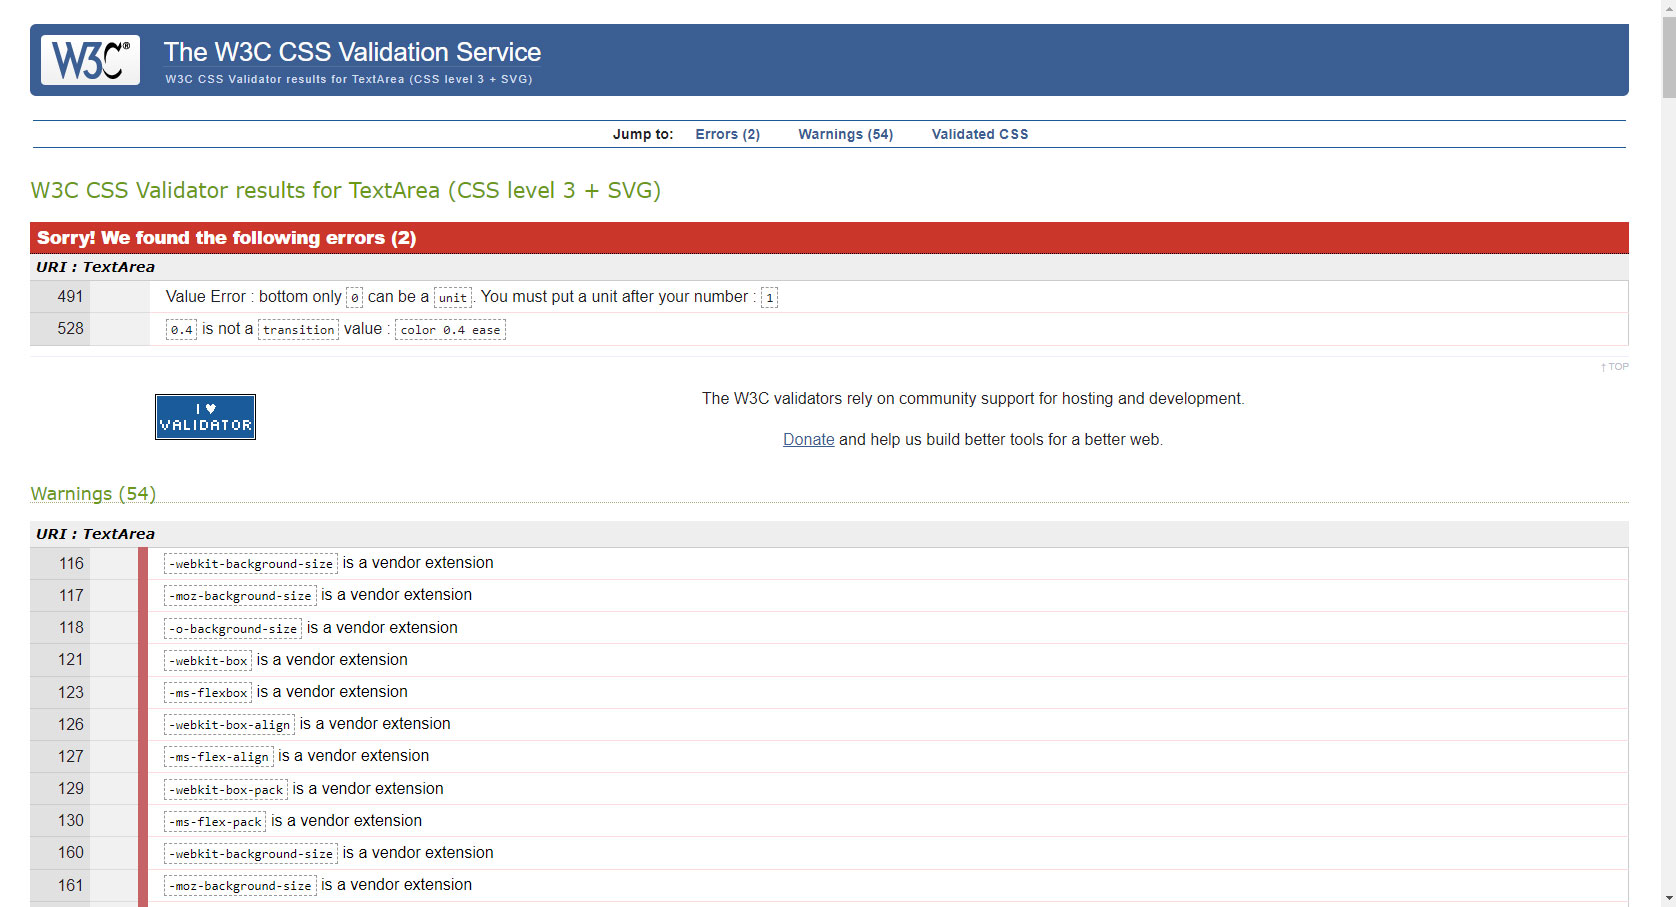 W3C®
The W3C CSS Validation Service
W3C CSS Validator results for TextArea (CSS level 3 + SVG)
Jump to: Errors (2) Warnings (54) Validated CSS
W3C CSS Validator results for TextArea (CSS level 3 + SVG)
Sorry! We found the following errors (2)
URI : TextArea
491 Value Error : bottom only 0 can be a unit. You must put a unit after your number : 1
528 0.4 is not a transition value : color 0.4 ease
↑ TOP
I ♥
VALIDATOR
The W3C validators rely on community support for hosting and development.
Donate and help us build better tools for a better web.
Warnings (54)
URI : TextArea
116 -webkit-background-size is a vendor extension
117 -moz-background-size is a vendor extension
118 -o-background-size is a vendor extension
121 -webkit-box is a vendor extension
123 -ms-flexbox is a vendor extension
126 -webkit-box-align is a vendor extension
127 -ms-flex-align is a vendor extension
129 -webkit-box-pack is a vendor extension
130 -ms-flex-pack is a vendor extension
160 -webkit-background-size is a vendor extension
161 -moz-background-size is a vendor extension